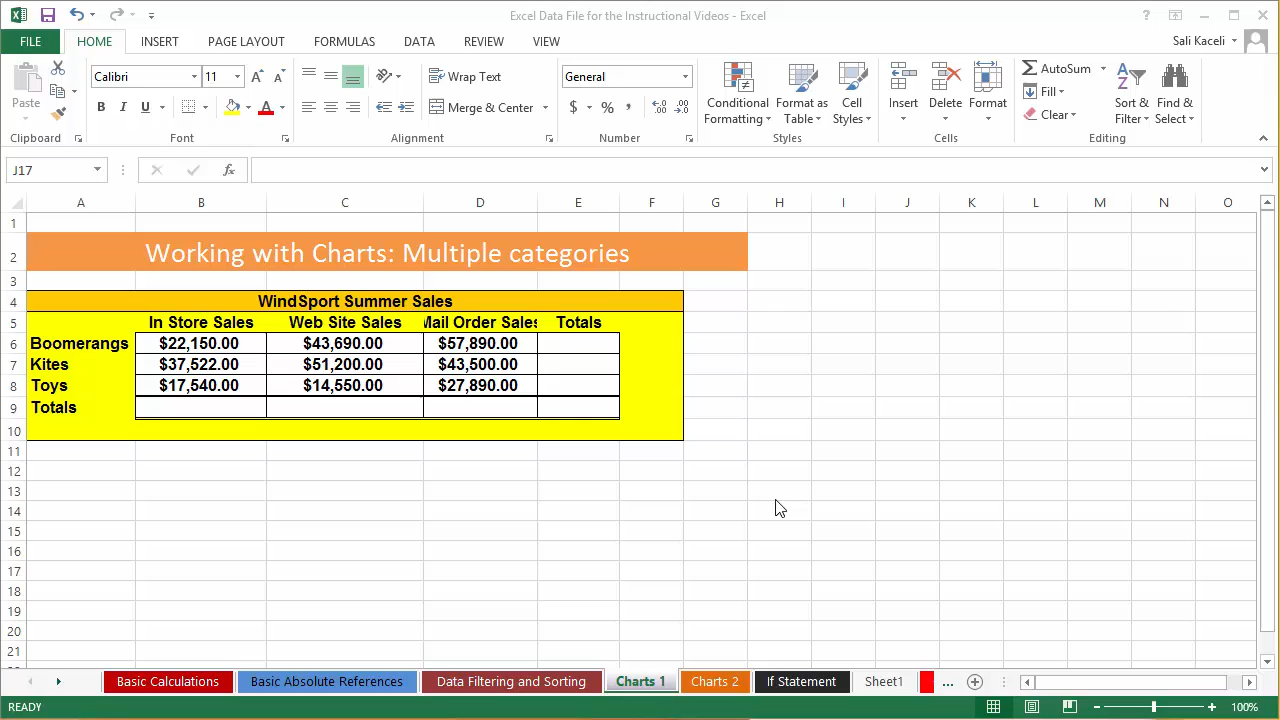 Excel Data File for the Instructional Videos - Excel
FILE HOME INSERT PAGE LAYOUT FORMULAS DATA REVIEW VIEW Sali Kaceli
Calibri 11 Wrap Text General AutoSum
Paste Conditional Formatting Format as Table Cell Styles Insert Delete Format Fill Sort & Filter Find & Select
B I U A Merge & Center $ % , Clear
Clipboard Font Alignment Number Styles Cells Editing
J17 fx
A B C D E F G H I J K L M N O
1
2 Working with Charts: Multiple categories
3
4 WindSport Summer Sales
5 In Store Sales Web Site Sales Mail Order Sales Totals
6 Boomerangs $22,150.00 $43,690.00 $57,890.00
7 Kites $37,522.00 $51,200.00 $43,500.00
8 Toys $17,540.00 $14,550.00 $27,890.00
9 Totals
10
11
12
13
14
15
16
17
18
19
20
21
Basic Calculations Basic Absolute References Data Filtering and Sorting Charts 1 Charts 2 If Statement Sheet1 ...
READY 100%